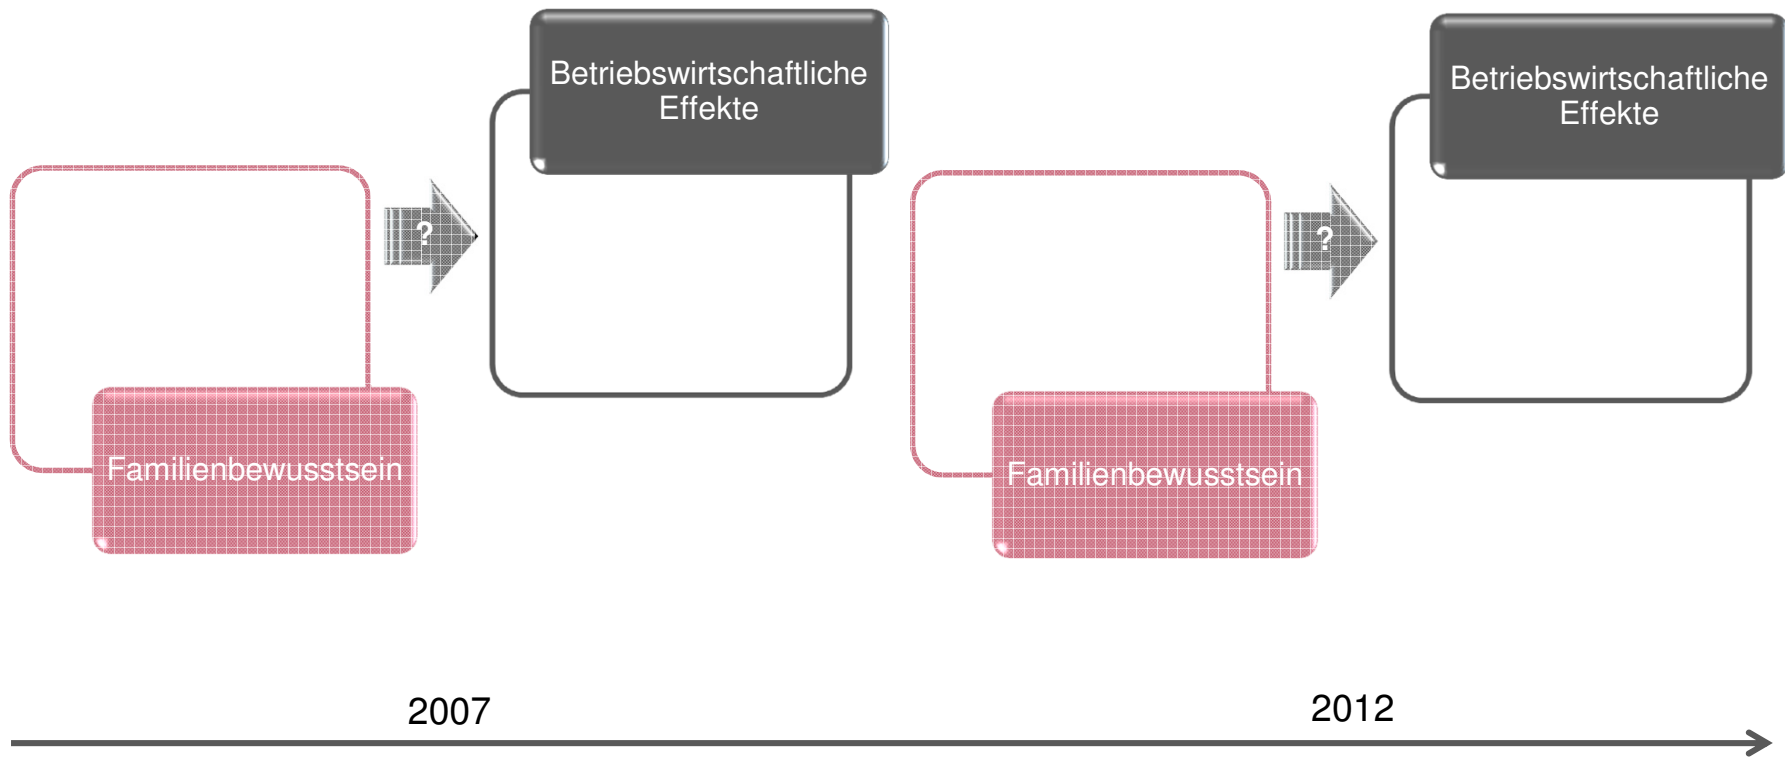 Betriebswirtschaftliche
Effekte
?
Familienbewusstsein
Betriebswirtschaftliche
Effekte
?
Familienbewusstsein
2007
2012